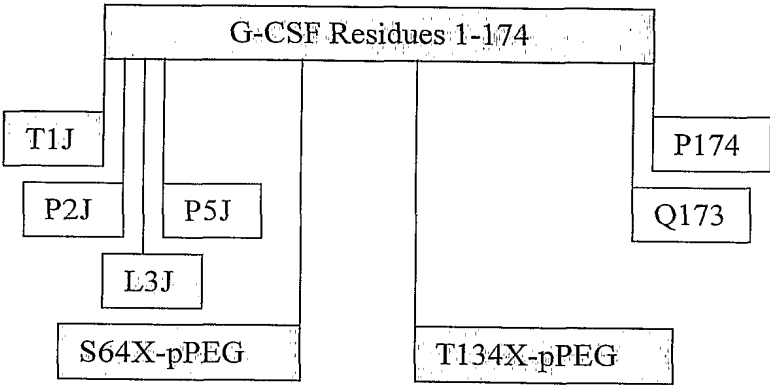 G-CSF Residues 1-174
T1J
P174
P2J
P5J
Q173
L3J
S64X-pPEG
T134X-pPEG